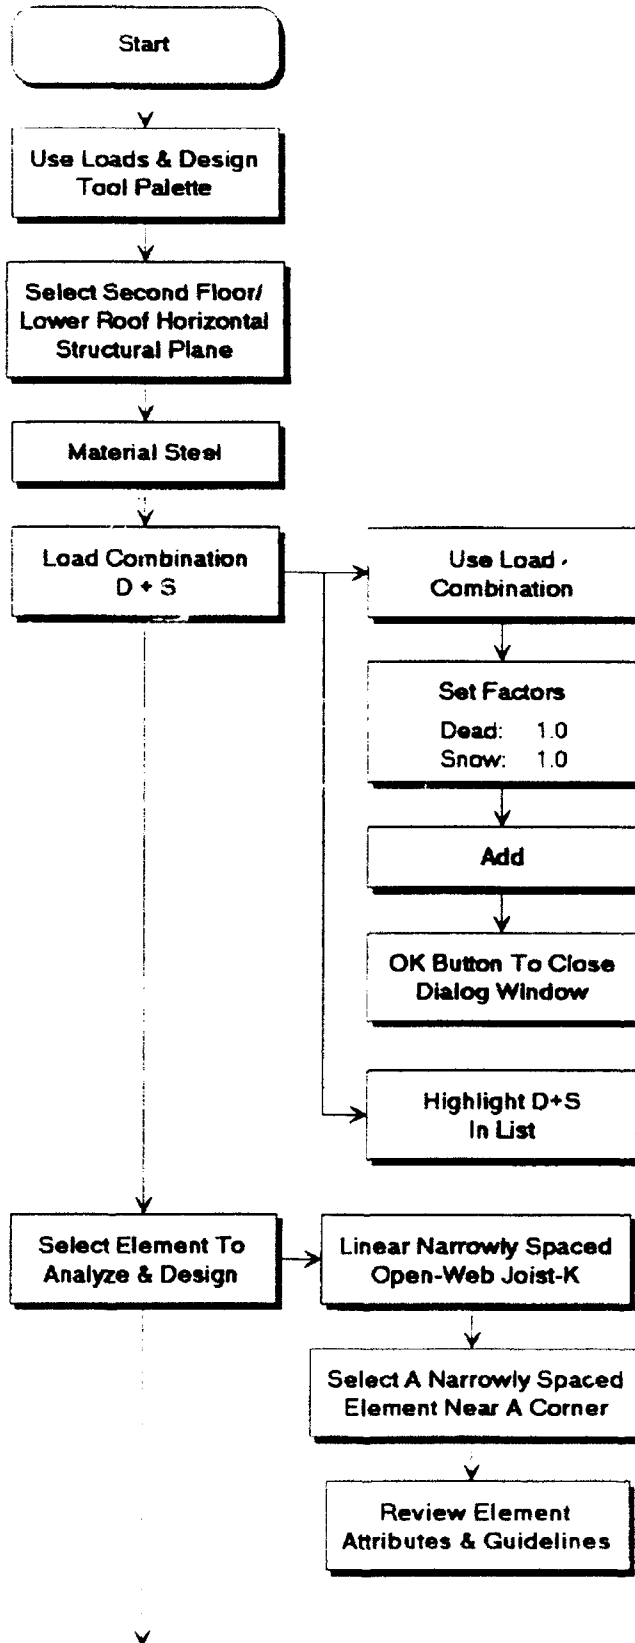 Start
Use Loads & Design
Tool Palette
Select Second Floor/
Lower Roof Horizontal
Structural Plane
Material Steel
Load Combination
D + S
Use Load
Combination
Set Factors
Dead: 1.0
Snow: 1.0
Add
OK Button To Close
Dialog Window
Highlight D+S
In List
Select Element To
Analyze & Design
Linear Narrowly Spaced
Open-Web Joist-K
Select A Narrowly Spaced
Element Near A Corner
Review Element
Attributes & Guidelines